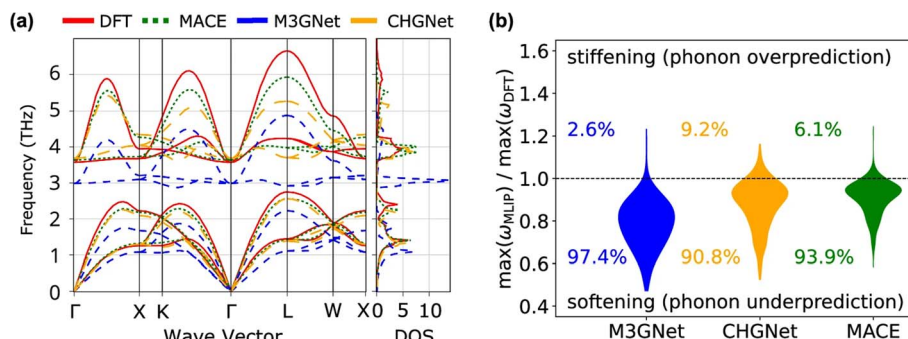 (a)
DFT MACE M3GNet CHGNet
Frequency (THz)
6
5
4
3
2
1
0
Γ X K Γ L W X 0 5 10
Wave Vector DOS
(b)
max(ωMLIP) / max(ωDFT)
1.6
1.4
1.2
1.0
0.8
0.6
0.4
stiffening (phonon overprediction)
2.6% 9.2% 6.1%
97.4% 90.8% 93.9%
softening (phonon underprediction)
M3GNet CHGNet MACE